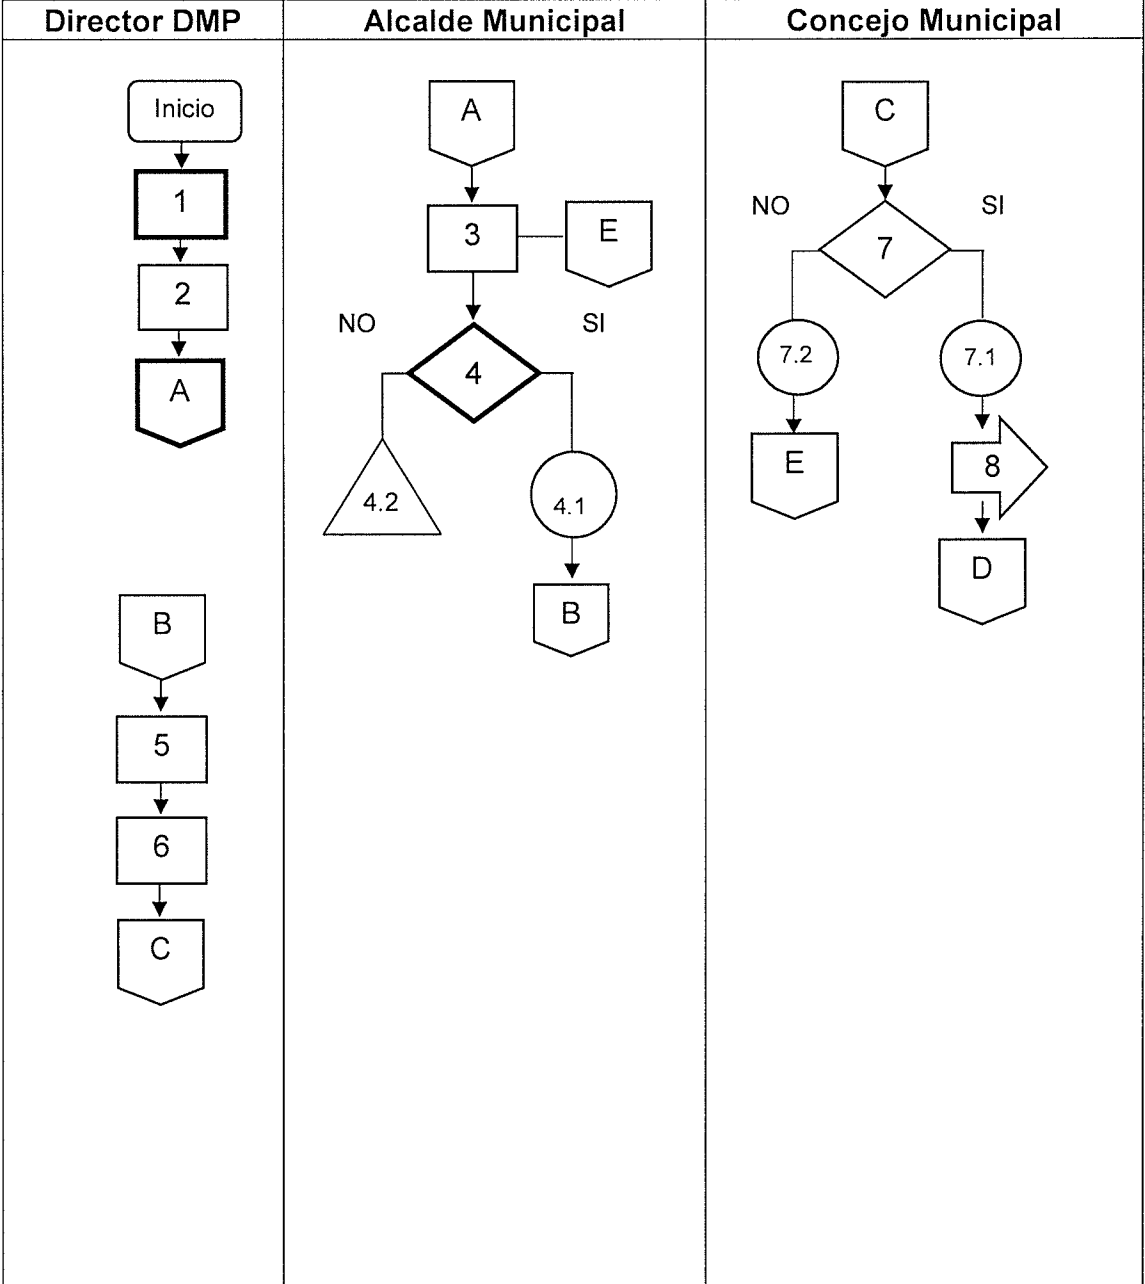 Director DMP
Alcalde Municipal
Concejo Municipal
Inicio
1
2
A
B
5
6
C
A
3
E
NO
SI
4
4.2
4.1
B
C
NO
SI
7
7.2
7.1
E
8
D